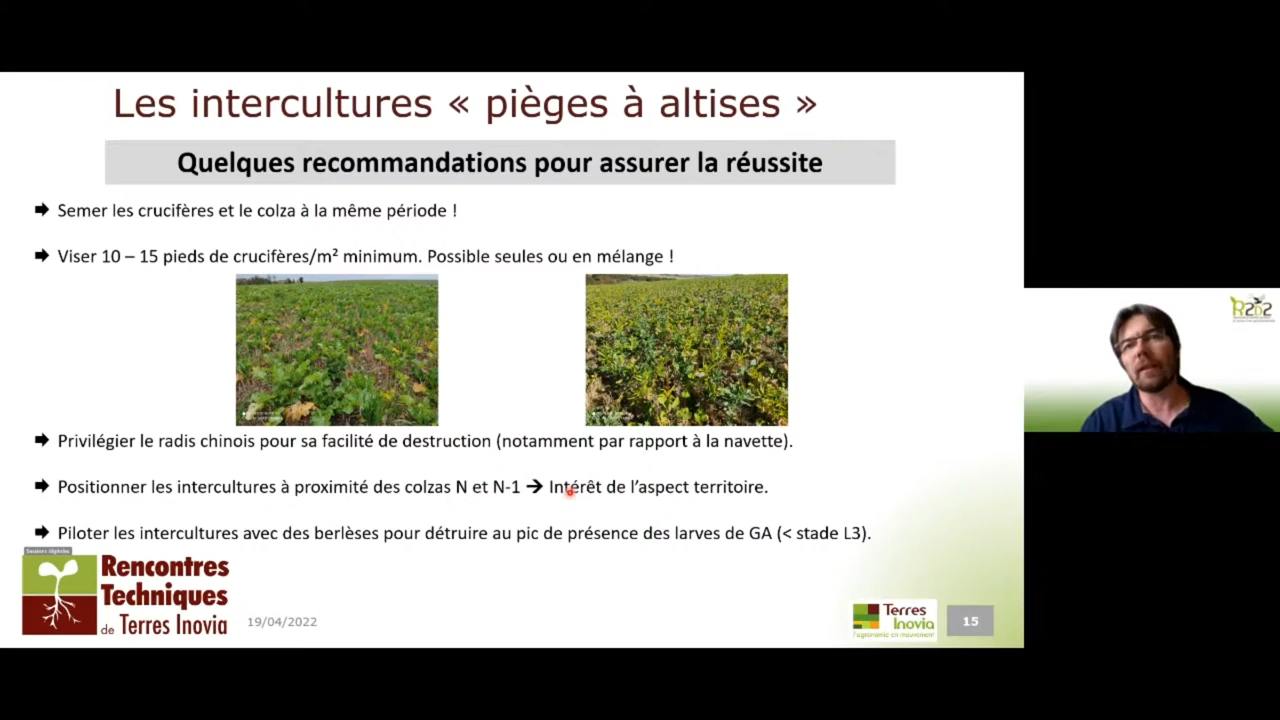 Les intercultures « pièges à altises »
Quelques recommandations pour assurer la réussite
Semer les crucifères et le colza à la même période !
Viser 10 – 15 pieds de crucifères/m² minimum. Possible seules ou en mélange !
Privilégier le radis chinois pour sa facilité de destruction (notamment par rapport à la navette).
Positionner les intercultures à proximité des colzas N et N-1 → Intérêt de l'aspect territoire.
Piloter les intercultures avec des berlèses pour détruire au pic de présence des larves de GA (< stade L3).
Sessions digitales
Rencontres
Techniques
de Terres Inovia
19/04/2022
Terres
Inovia
l'agronomie en mouvement
15
R2D2